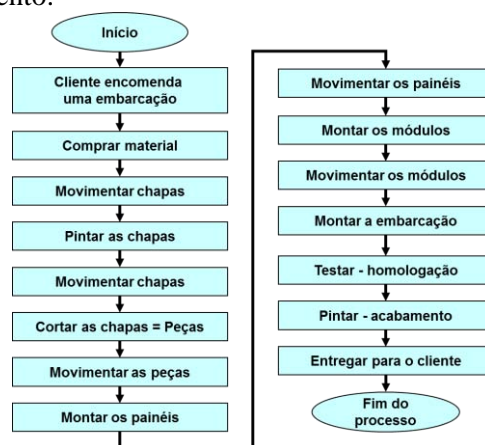 ento.
Início
Cliente encomenda
uma embarcação
Comprar material
Movimentar chapas
Pintar as chapas
Movimentar chapas
Cortar as chapas = Peças
Movimentar as peças
Montar os painéis
Movimentar os painéis
Montar os módulos
Movimentar os módulos
Montar a embarcação
Testar - homologação
Pintar - acabamento
Entregar para o cliente
Fim do
processo